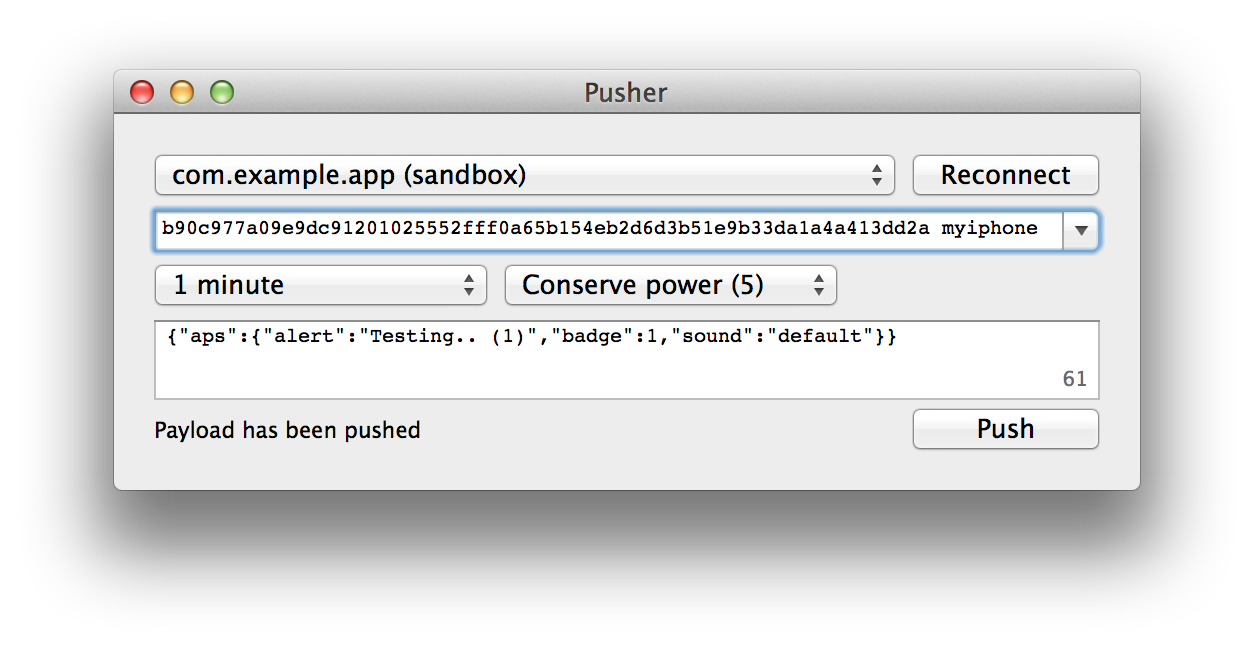 Pusher
com.example.app (sandbox)
Reconnect
b90c977a09e9dc91201025552fff0a65b154eb2d6d3b51e9b33da1a4a413dd2a myiphone
1 minute
Conserve power (5)
{"aps":{"alert":"Testing.. (1)","badge":1,"sound":"default"}}
61
Payload has been pushed
Push